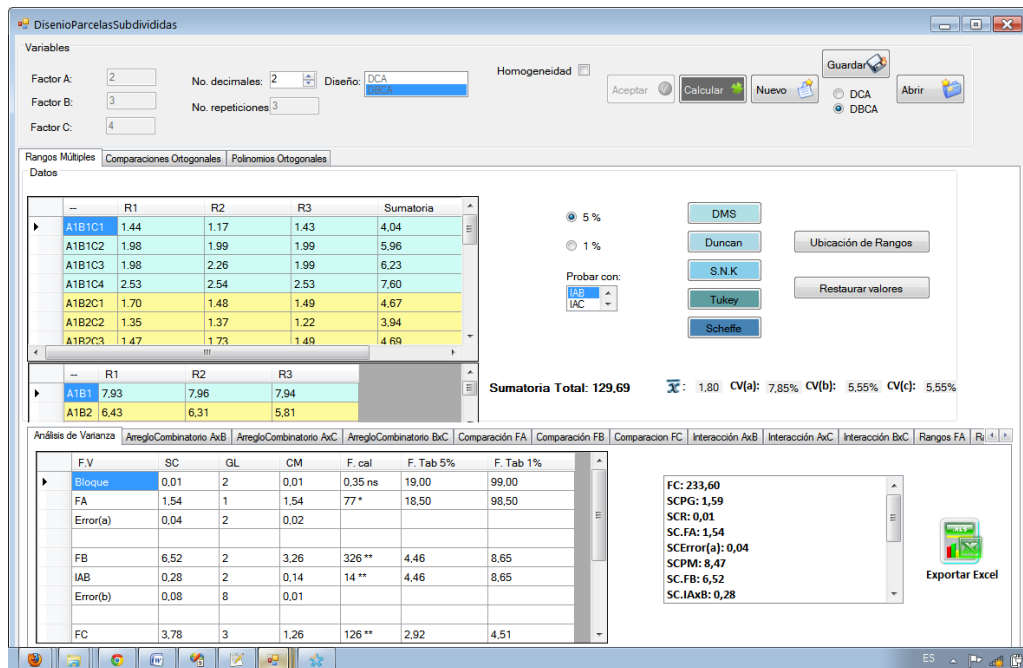 DisenioParcelasSubdivididas
Variables
Factor A: 2
Factor B: 3
Factor C: 4
No. decimales: 2
No. repeticiones 3
Diseño: DCA
DBCA
Homogeneidad
Aceptar
Calcular
Nuevo
Guardar
DCA
DBCA
Abrir
Rangos Múltiples Comparaciones Ortogonales Polinomios Ortogonales
Datos
-- R1 R2 R3 Sumatoria
A1B1C1 1.44 1.17 1.43 4,04
A1B1C2 1.98 1.99 1.99 5,96
A1B1C3 1.98 2.26 1.99 6,23
A1B1C4 2.53 2.54 2.53 7,60
A1B2C1 1.70 1.48 1.49 4,67
A1B2C2 1.35 1.37 1.22 3,94
A1B2C3 1.47 1.73 1.49 4.69
5 %
1 %
Probar con:
IAB
IAC
DMS
Duncan
S.N.K
Tukey
Scheffe
Ubicación de Rangos
Restaurar valores
-- R1 R2 R3
A1B1 7,93 7,96 7,94
A1B2 6,43 6,31 5,81
Sumatoria Total: 129,69
x̄ : 1,80 CV(a): 7,85% CV(b): 5,55% CV(c): 5,55%
Análisis de Varianza ArregloCombinatorio AxB ArregloCombinatorio AxC ArregloCombinatorio BxC Comparación FA Comparación FB Comparacion FC Interacción AxB Interacción AxC Interacción BxC Rangos FA
F.V SC GL CM F. cal F. Tab 5% F. Tab 1%
Bloque 0,01 2 0,01 0,35 ns 19,00 99,00
FA 1,54 1 1,54 77 * 18,50 98,50
Error(a) 0,04 2 0,02
FB 6,52 2 3,26 326 ** 4,46 8,65
IAB 0,28 2 0,14 14 ** 4,46 8,65
Error(b) 0,08 8 0,01
FC 3,78 3 1,26 126 ** 2,92 4,51
FC: 233,60
SCPG: 1,59
SCR: 0,01
SC.FA: 1,54
SCError(a): 0,04
SCPM: 8,47
SC.FB: 6,52
SC.IAxB: 0,28
Exportar Excel
ES